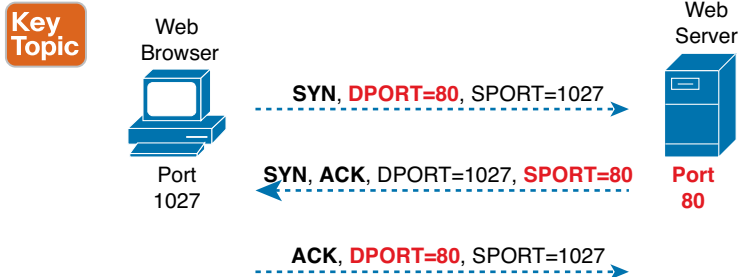 Key
Topic
Web
Browser
Web
Server
SYN, DPORT=80, SPORT=1027
SYN, ACK, DPORT=1027, SPORT=80
Port
1027
Port
80
ACK, DPORT=80, SPORT=1027